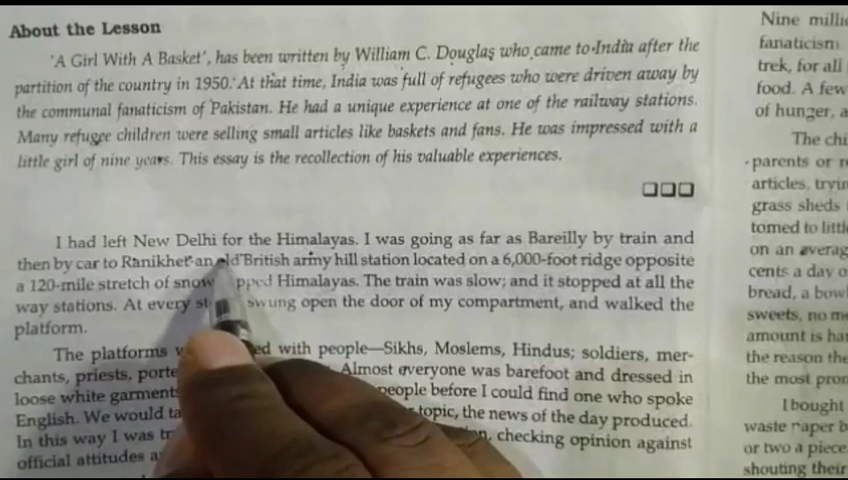 About the Lesson
'A Girl With A Basket', has been written by William C. Douglas who came to India after the
partition of the country in 1950. At that time, India was full of refugees who were driven away by
the communal fanaticism of Pakistan. He had a unique experience at one of the railway stations.
Many refugee children were selling small articles like baskets and fans. He was impressed with a
little girl of nine years. This essay is the recollection of his valuable experiences.
I had left New Delhi for the Himalayas. I was going as far as Bareilly by train and
then by car to Ranikhet-an old British army hill station located on a 6,000-foot ridge opposite
a 120-mile stretch of snow pped Himalayas. The train was slow; and it stopped at all the
way stations. At every st swung open the door of my compartment, and walked the
platform.
The platforms ed with people—Sikhs, Moslems, Hindus; soldiers, mer-
chants, priests, porte Almost everyone was barefoot and dressed in
loose white garments people before I could find one who spoke
English. We would ta topic, the news of the day produced.
In this way I was tr n, checking opinion against
official attitudes a
Nine milli
fanaticism
trek, for all
food. A few
of hunger, a
The chi
parents or re
articles, tryin
grass sheds
tomed to littl
on an averag
cents a day o
bread, a bow
sweets, no me
amount is har
the reason the
the most pron
I bought
waste paper b
or two a piece
shouting their